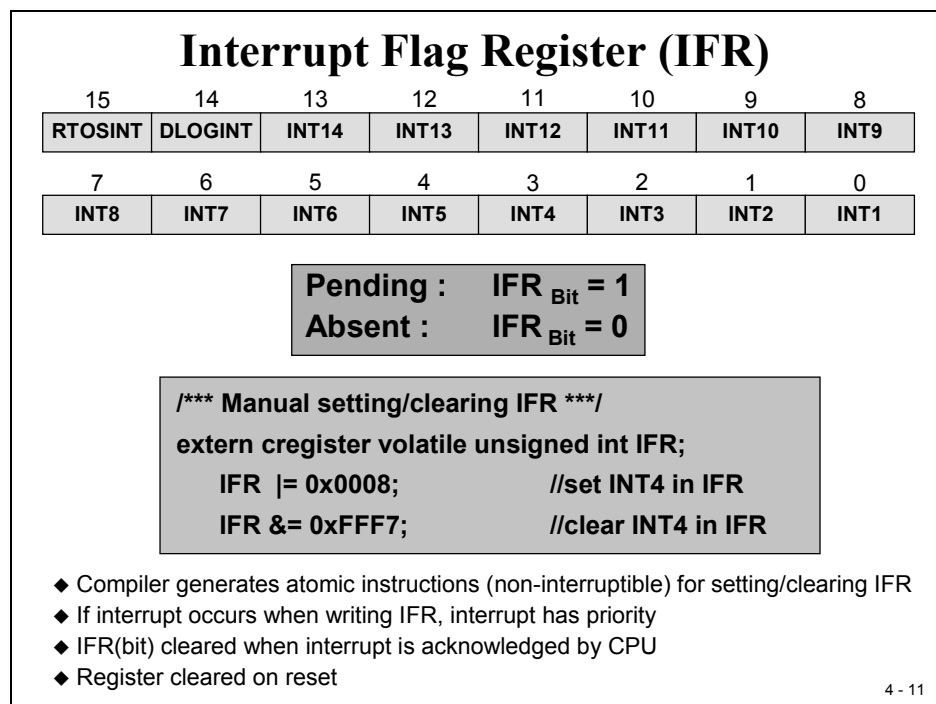 Interrupt Flag Register (IFR)
15 14 13 12 11 10 9 8
RTOSINT DLOGINT INT14 INT13 INT12 INT11 INT10 INT9
7 6 5 4 3 2 1 0
INT8 INT7 INT6 INT5 INT4 INT3 INT2 INT1
Pending : IFR Bit = 1
Absent : IFR Bit = 0
/*** Manual setting/clearing IFR ***/
extern cregister volatile unsigned int IFR;
IFR |= 0x0008; //set INT4 in IFR
IFR &= 0xFFF7; //clear INT4 in IFR
◆ Compiler generates atomic instructions (non-interruptible) for setting/clearing IFR
◆ If interrupt occurs when writing IFR, interrupt has priority
◆ IFR(bit) cleared when interrupt is acknowledged by CPU
◆ Register cleared on reset
4 - 11